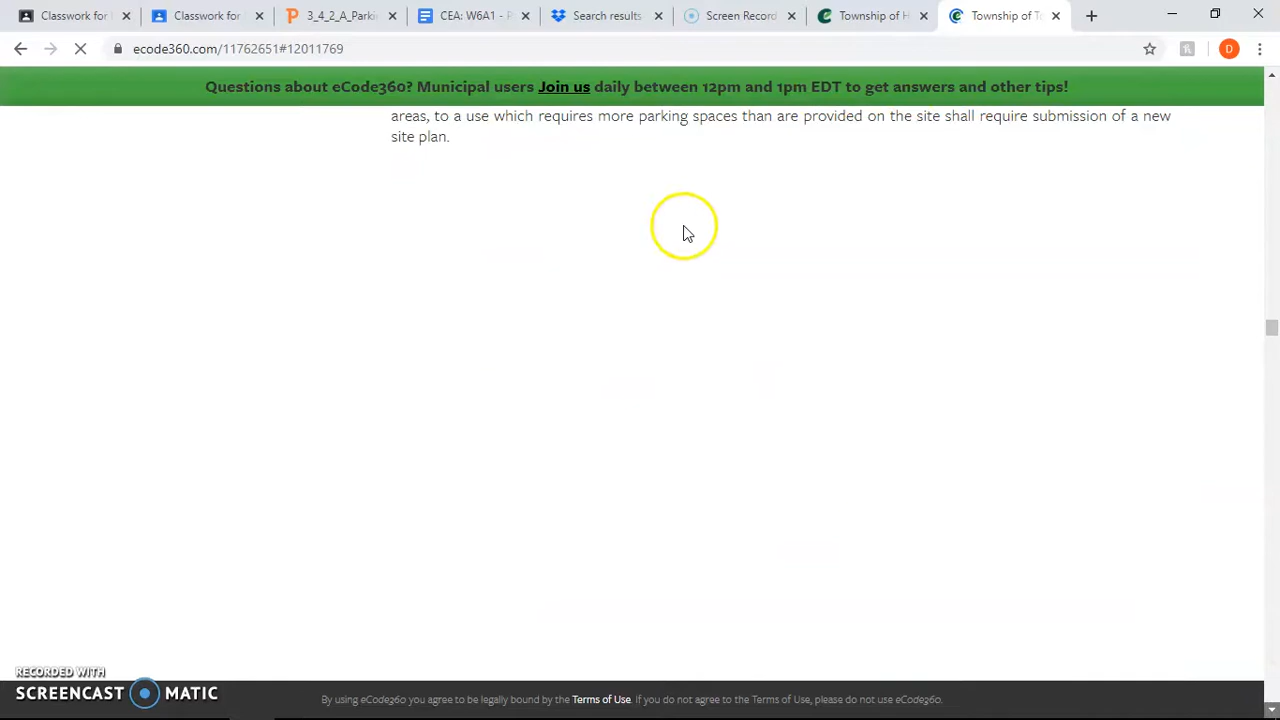 Classwork for
Classwork for
3_4_2_A_Parki
CEA: W6A1 - P
Search results
Screen Record
Township of H
Township of T
ecode360.com/11762651#12011769
D
Questions about eCode360? Municipal users Join us daily between 12pm and 1pm EDT to get answers and other tips!
areas, to a use which requires more parking spaces than are provided on the site shall require submission of a new
site plan.
RECORDED WITH
SCREENCAST MATIC
By using eCode360 you agree to be legally bound by the Terms of Use. If you do not agree to the Terms of Use, please do not use eCode360.